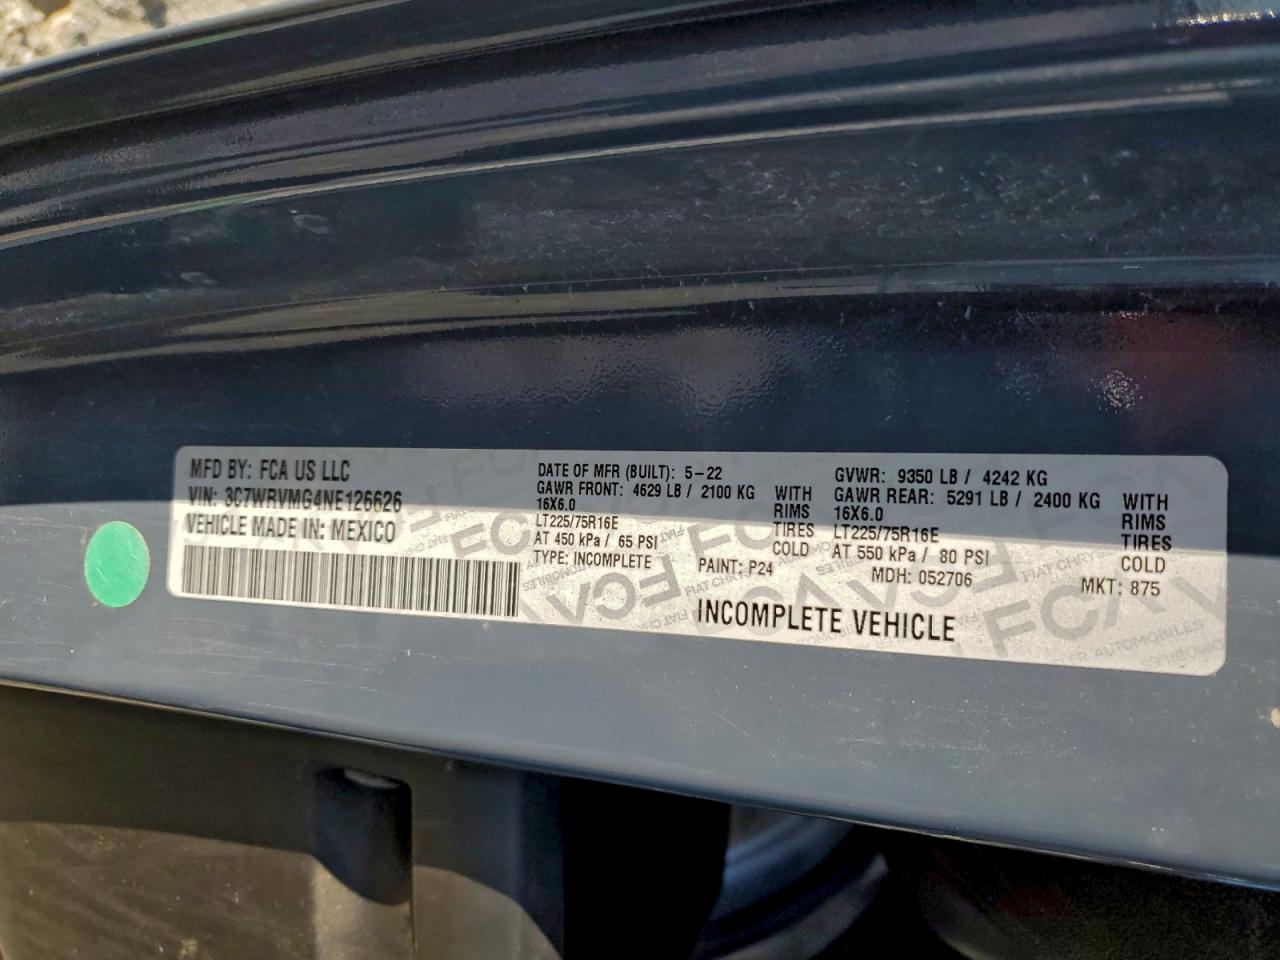 MFD BY: FCA US LLC
VIN: 3C7WRVMG4NE126626
VEHICLE MADE IN: MEXICO
DATE OF MFR (BUILT): 5-22
GAWR FRONT: 4629 LB / 2100 KG WITH
16X6.0 RIMS
LT225/75R16E TIRES
AT 450 kPa / 65 PSI COLD
TYPE: INCOMPLETE PAINT: P24
GVWR: 9350 LB / 4242 KG
GAWR REAR: 5291 LB / 2400 KG WITH
16X6.0 RIMS
LT225/75R16E TIRES
AT 550 kPa / 80 PSI COLD
MDH: 052706 MKT: 875
INCOMPLETE VEHICLE